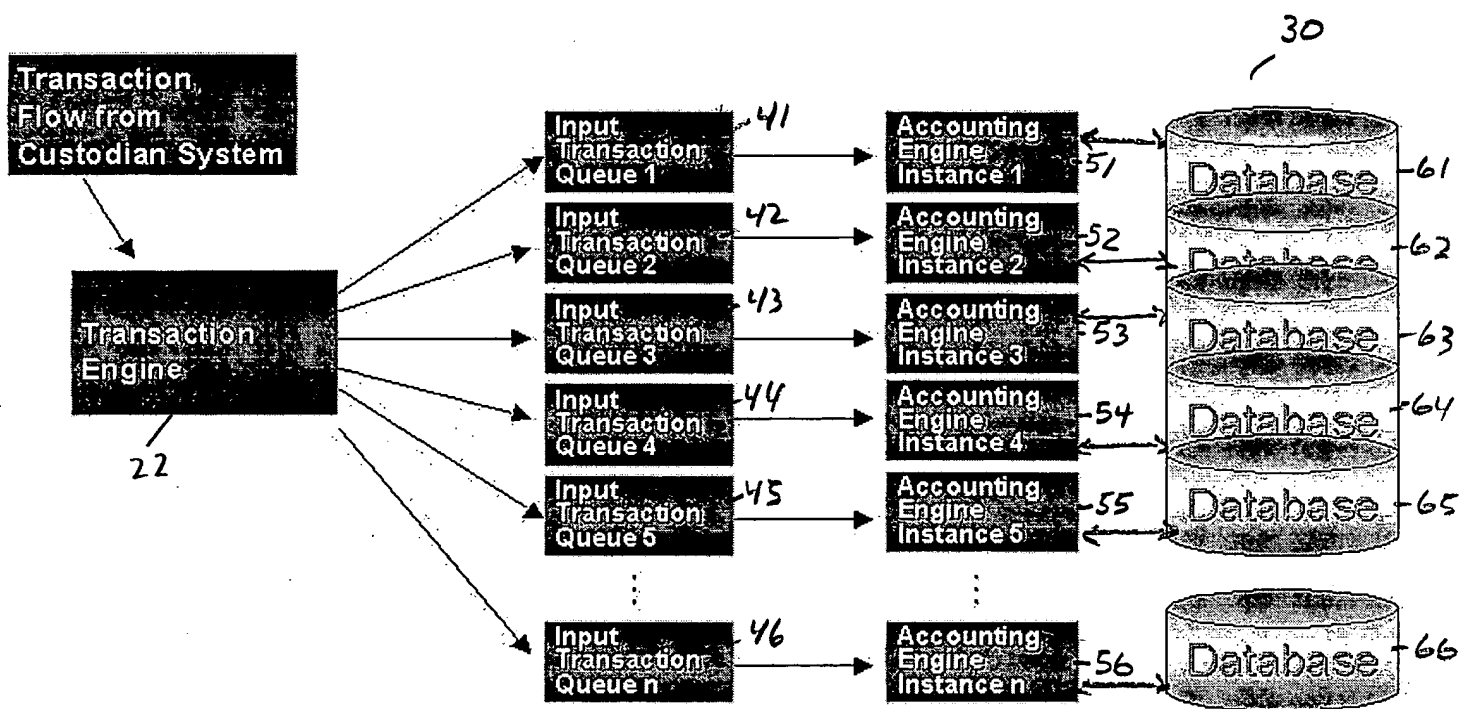 30
Transaction
Flow from
Custodian System
Transaction
Engine
22
Input
Transaction
Queue 1
41
Accounting
Engine
Instance 1
51
Database
61
Input
Transaction
Queue 2
42
Accounting
Engine
Instance 2
52
Database
62
Input
Transaction
Queue 3
43
Accounting
Engine
Instance 3
53
Database
63
Input
Transaction
Queue 4
44
Accounting
Engine
Instance 4
54
Database
64
Input
Transaction
Queue 5
45
Accounting
Engine
Instance 5
55
Database
65
Input
Transaction
Queue n
46
Accounting
Engine
Instance n
56
Database
66